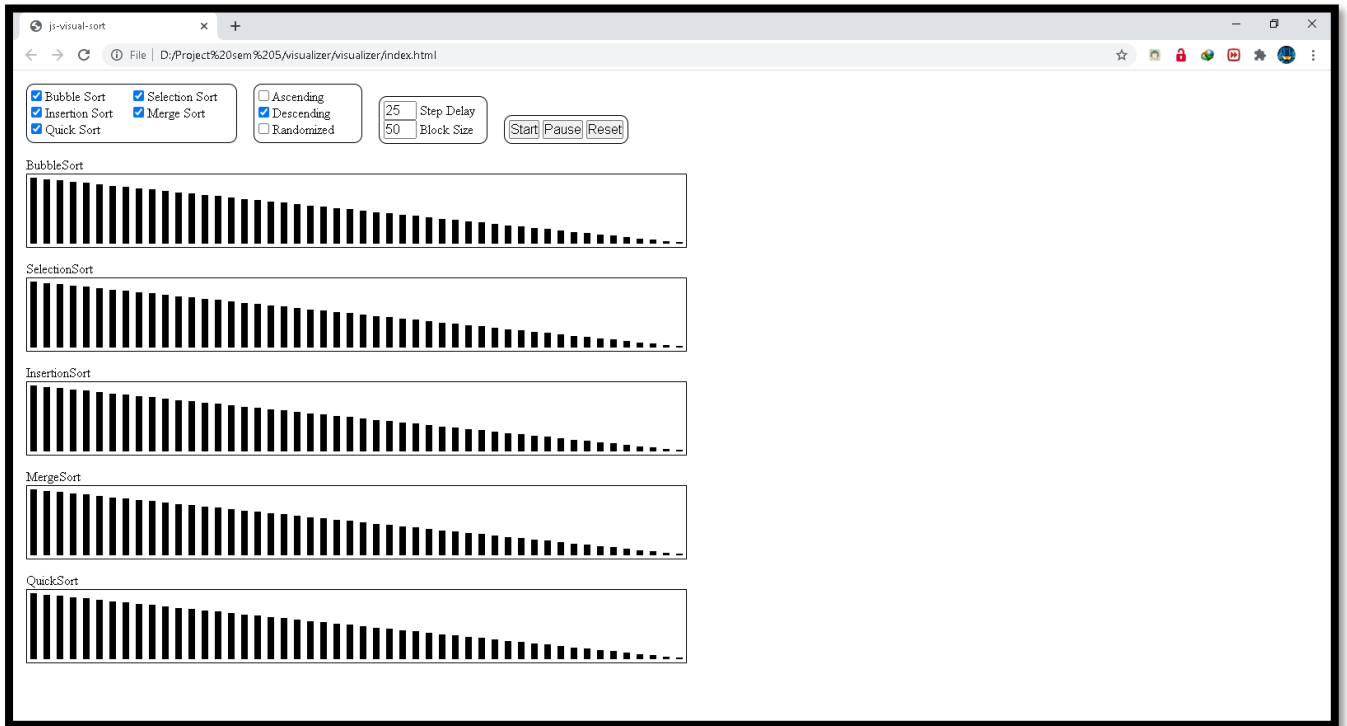 js-visual-sort
File | D:/Project%20sem%205/visualizer/visualizer/index.html
Bubble Sort Selection Sort
Insertion Sort Merge Sort
Quick Sort
Ascending
Descending
Randomized
25 Step Delay
50 Block Size
Start Pause Reset
BubbleSort
SelectionSort
InsertionSort
MergeSort
QuickSort